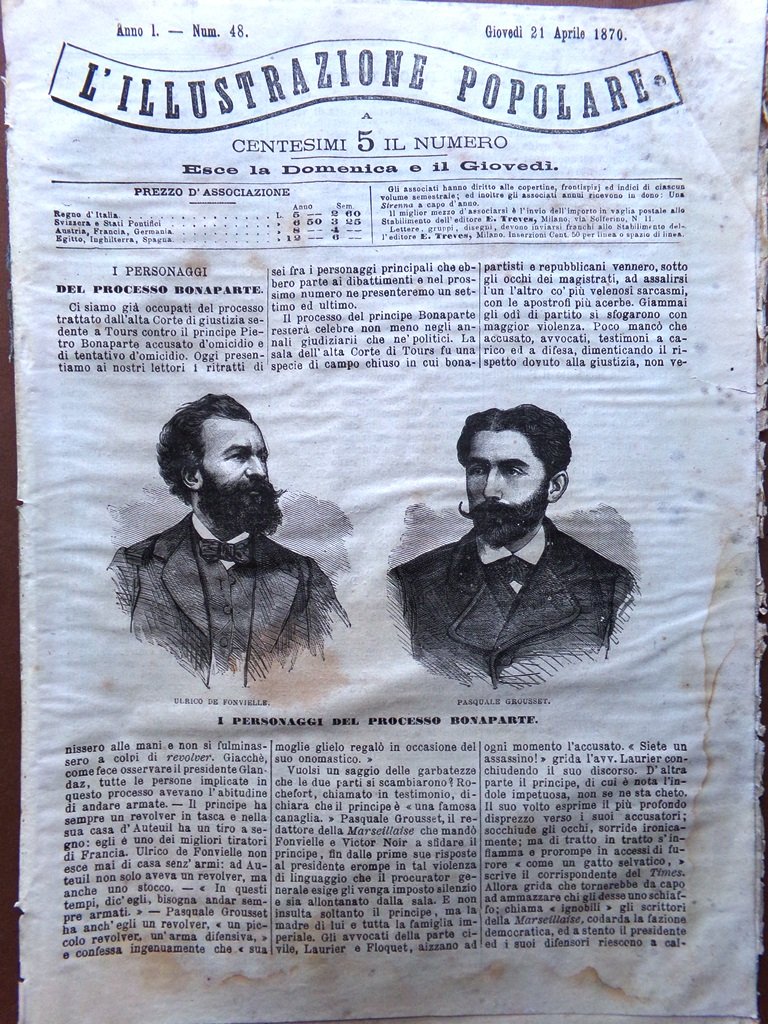 Anno I. — Num. 48.
Giovedì 21 Aprile 1870.
L'ILLUSTRAZIONE POPOLARE
A
CENTESIMI 5 IL NUMERO
Esce la Domenica e il Giovedì.
PREZZO D'ASSOCIAZIONE
Anno Sem.
Regno d'Italia L. 5 — 2 60
Svizzera e Stati Pontifici » 6 50 3 25
Austria, Francia, Germania » 8 — 4 —
Egitto, Inghilterra, Spagna » 12 — 6 —
Gli associati hanno diritto alle copertine, frontispizj ed indici di ciascun
volume semestrale; ed inoltre gli associati annui ricevono in dono: Una
Strenna a capo d'anno.
Il miglior mezzo d'associarsi è l'invio dell'importo in vaglia postale allo
Stabilimento dell'editore E. Treves, Milano, via Solferino, N. 11.
Lettere, gruppi, disegni, devono inviarsi franchi allo Stabilimento del-
l'editore E. Treves, Milano. Inserzioni Cent. 50 per linea o spazio di linea.
I PERSONAGGI
DEL PROCESSO BONAPARTE.
Ci siamo già occupati del processo
trattato dall'alta Corte di giustizia se-
dente a Tours contro il principe Pie-
tro Bonaparte accusato d'omicidio e
di tentativo d'omicidio. Oggi presen-
tiamo ai nostri lettori i ritratti di
sei fra i personaggi principali che eb-
bero parte ai dibattimenti e nel pros-
simo numero ne presenteremo un set-
timo ed ultimo.
Il processo del principe Bonaparte
resterà celebre non meno negli an-
nali giudiziarii che ne' politici. La
sala dell'alta Corte di Tours fu una
specie di campo chiuso in cui bona-
partisti e repubblicani vennero, sotto
gli occhi dei magistrati, ad assalirsi
l'un l'altro co' più velenosi sarcasmi,
con le apostrofi più acerbe. Giammai
gli odi di partito si sfogarono con
maggior violenza. Poco mancò che
accusato, avvocati, testimoni a ca-
rico ed a difesa, dimenticando il ri-
spetto dovuto alla giustizia, non ve-
ULRICO DE FONVIELLE.
PASQUALE GROUSSET.
I PERSONAGGI DEL PROCESSO BONAPARTE.
nissero alle mani e non si fulminas-
sero a colpi di revolver. Giacchè,
come fece osservare il presidente Glan-
daz, tutte le persone implicate in
questo processo avevano l'abitudine
di andare armate. — Il principe ha
sempre un revolver in tasca e nella
sua casa d'Auteuil ha un tiro a se-
gno: egli è uno dei migliori tiratori
di Francia. Ulrico de Fonvielle non
esce mai di casa senz'armi: ad Au-
teuil non solo aveva un revolver, ma
anche uno stocco. — « In questi
tempi, dic'egli, bisogna andar sem-
pre armati. » — Pasquale Grousset
ha anch'egli un revolver, « un pic-
colo revolver, un'arma difensiva, »
e confessa ingenuamente che « sua
moglie glielo regalò in occasione del
suo onomastico. »
Vuolsi un saggio delle garbatezze
che le due parti si scambiarono? Ro-
chefort, chiamato in testimonio, di-
chiara che il principe è « una famosa
canaglia. » Pasquale Grousset, il re-
dattore della Marseillaise che mandò
Fonvielle e Victor Noir a sfidare il
principe, fin dalle prime sue risposte
al presidente erompe in tal violenza
di linguaggio che il procurator ge-
nerale esige gli venga imposto silenzio
e sia allontanato dalla sala. E non
insulta soltanto il principe, ma la
madre di lui e tutta la famiglia im-
periale. Gli avvocati della parte ci-
vile, Laurier e Floquet, aizzano ad
ogni momento l'accusato. « Siete un
assassino! » grida l'avv. Laurier con-
chiudendo il suo discorso. D'altra
parte il principe, di cui è nota l'in-
dole impetuosa, non se ne sta cheto.
Il suo volto esprime il più profondo
disprezzo verso i suoi accusatori;
socchiude gli occhi, sorride ironica-
mente; ma di tratto in tratto s'in-
fiamma e prorompe in accessi di fu-
rore « come un gatto selvatico, »
scrive il corrispondente del Times.
Allora grida che tornerebbe da capo
ad ammazzare chi gli desse uno schiaf-
fo; chiama « ignobili » gli scrittori
della Marseillaise, codarda la fazione
democratica, ed a stento il presidente
ed i suoi difensori riescono a cal-